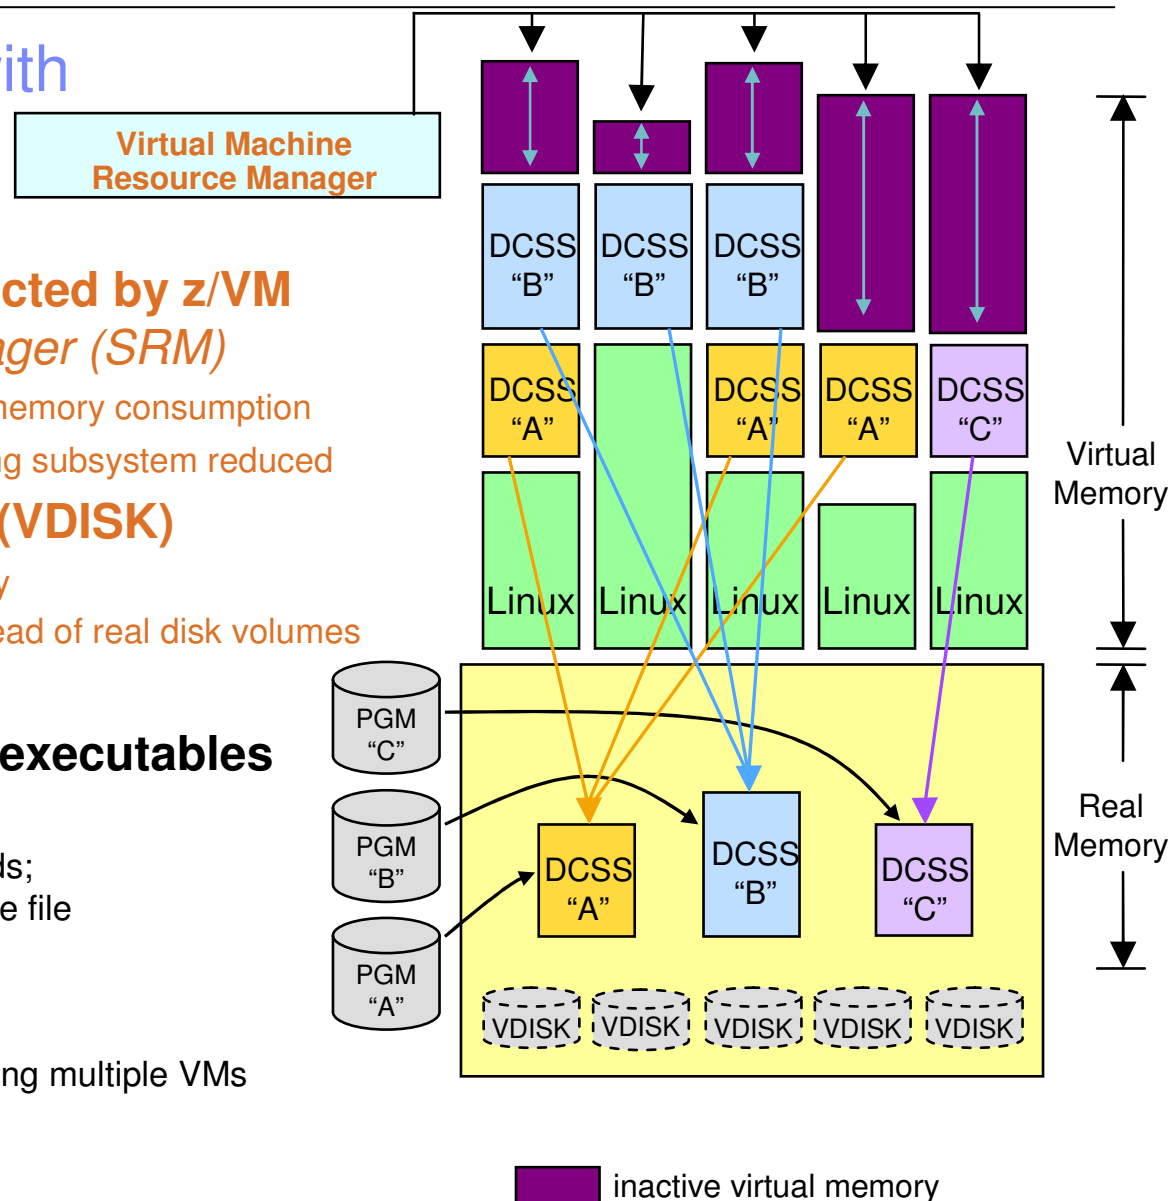 with
Virtual Machine
Resource Manager
cted by z/VM
ager (SRM)
memory consumption
ng subsystem reduced
(VDISK)
y
ead of real disk volumes
executables
ds;
e file
ing multiple VMs
DCSS
“B”
DCSS
“B”
DCSS
“B”
DCSS
“A”
DCSS
“A”
DCSS
“A”
DCSS
“C”
Linux
Linux
Linux
Linux
Linux
Virtual
Memory
PGM
“C”
PGM
“B”
PGM
“A”
DCSS
“A”
DCSS
“B”
DCSS
“C”
Real
Memory
VDISK
VDISK
VDISK
VDISK
VDISK
inactive virtual memory